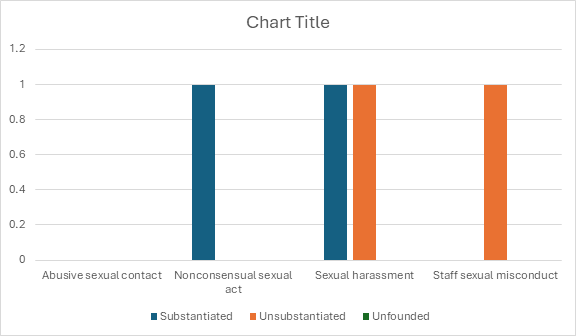 Chart Title
1.2
1
0.8
0.6
0.4
0.2
0
Abusive sexual contact
Nonconsensual sexual
act
Sexual harassment
Staff sexual misconduct
Substantiated
Unsubstantiated
Unfounded